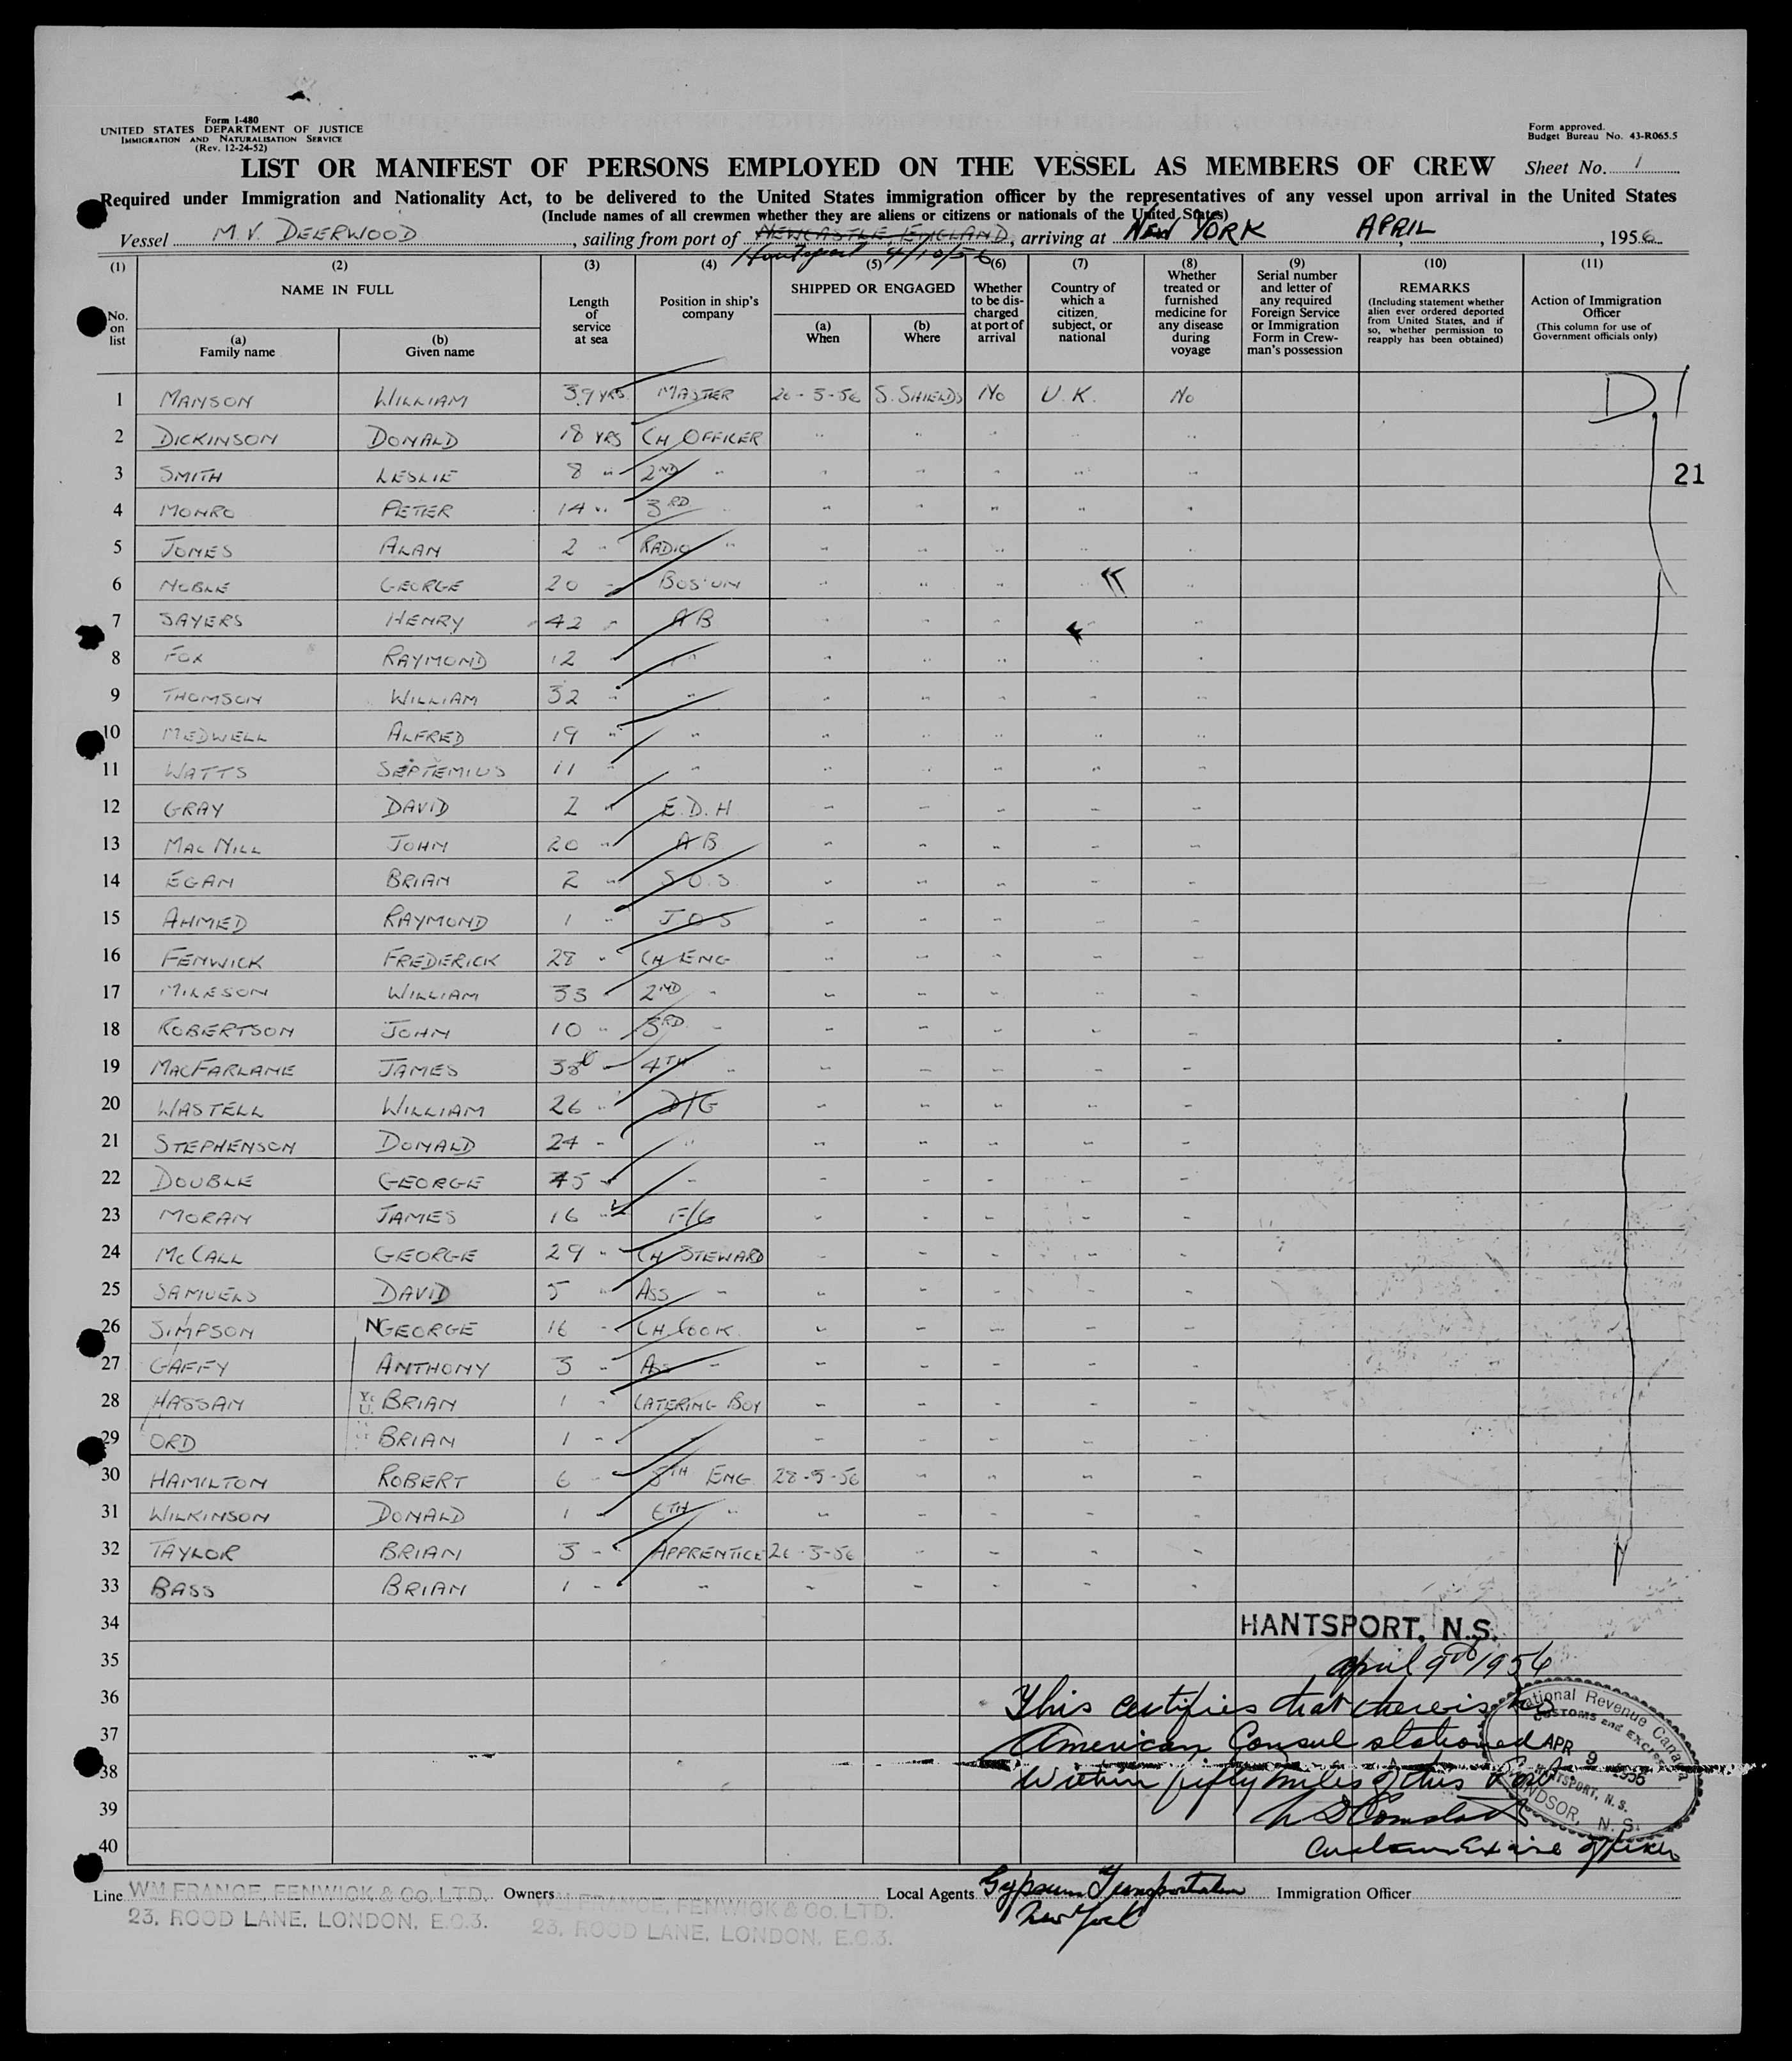 Form I-480
UNITED STATES DEPARTMENT OF JUSTICE
IMMIGRATION AND NATURALISATION SERVICE
(Rev. 12-24-52)
Form approved.
Budget Bureau No. 43-R065.5
LIST OR MANIFEST OF PERSONS EMPLOYED ON THE VESSEL AS MEMBERS OF CREW Sheet No. 1
Required under Immigration and Nationality Act, to be delivered to the United States immigration officer by the representatives of any vessel upon arrival in the United States
(Include names of all crewmen whether they are aliens or citizens or nationals of the United States)
Vessel M.V. DEERWOOD, sailing from port of NEWCASTLE, ENGLAND, arriving at NEW YORK APRIL, 1956
Hantsport 4/10/56
(1) (2) (3) (4) (5) (6) (7) (8) (9) (10) (11)
No. on list
NAME IN FULL
(a) Family name
(b) Given name
Length of service at sea
Position in ship's company
SHIPPED OR ENGAGED
(a) When
(b) Where
Whether to be discharged at port of arrival
Country of which a citizen, subject, or national
Whether treated or furnished medicine for any disease during voyage
Serial number and letter of any required Foreign Service or Immigration Form in Crewman's possession
REMARKS
(Including statement whether alien ever ordered deported from United States, and if so, whether permission to reapply has been obtained)
Action of Immigration Officer
(This column for use of Government officials only)
1 MANSON WILLIAM 39 YRS MASTER 26-3-56 S. SHIELDS No U.K. No D1
2 DICKINSON DONALD 18 YRS CH OFFICER " " " " "
3 SMITH LESLIE 8 " 2ND " " " " " "
21
4 MONRO PETER 14 " 3RD " " " " " "
5 JONES ALAN 2 " RADIO " " " " " "
6 NOBLE GEORGE 20 " BOSUN " " " "
7 SAYERS HENRY 42 " AB " " " " "
8 FOX RAYMOND 12 " " " " " " "
9 THOMSON WILLIAM 32 " " " " " " "
10 MEDWELL ALFRED 19 " " " " " " "
11 WATTS SEPTEMIUS 11 " " " " " " "
12 GRAY DAVID 2 " E.D.H " " " " "
13 MACNILL JOHN 20 " AB " " " " "
14 EGAN BRIAN 2 " S.O.S. " " " " "
15 AHMED RAYMOND 1 " J O S " " " " "
16 FENWICK FREDERICK 28 " CH ENG " " " " "
17 MILESON WILLIAM 33 " 2ND " " " " " "
18 ROBERTSON JOHN 10 " 3RD " " " " " "
19 MACFARLANE JAMES " 4TH " " " " " "
20 WASTELL WILLIAM 26 " D/G " " " " "
21 STEPHENSON DONALD 24 " " " " " " "
22 DOUBLE GEORGE 45 " " " " " " "
23 MORAN JAMES 16 " F/G " " " " "
24 MCCALL GEORGE 29 " CH STEWARD " " " " "
25 SAMUELS DAVID 5 " ASS " " " " " "
26 SIMPSON GEORGE 16 " CH COOK " " " " "
27 GAFFY ANTHONY 3 " ASS " " " " " "
28 HASSAN BRIAN 1 " CATERING BOY " " " " "
29 ORD BRIAN 1 " " " " " " "
30 HAMILTON ROBERT 6 " 5TH ENG 28-3-56 " " " "
31 WILKINSON DONALD 1 " 6TH " " " " " "
32 TAYLOR BRIAN 3 " APPRENTICE 26-3-56 " " " "
33 BASS BRIAN 1 " " " " " " "
34
HANTSPORT, N.S.
35
april 9th 1956
36
This certifies that there is no
37
American Consul stationed
38
within fifty miles of this Port.
39
40
Customs Excise Officer
National Revenue Canada
CUSTOMS and EXCISE
APR 9 1956
HANTSPORT, N.S.
WINDSOR, N.S.
Line WM FRANCE, FENWICK & Co. LTD. Owners WM FRANCE, FENWICK & Co. LTD. Local Agents Gypsum Transportation Immigration Officer
23, ROOD LANE, LONDON. E.C.3. 23, ROOD LANE, LONDON. E.C.3. New York